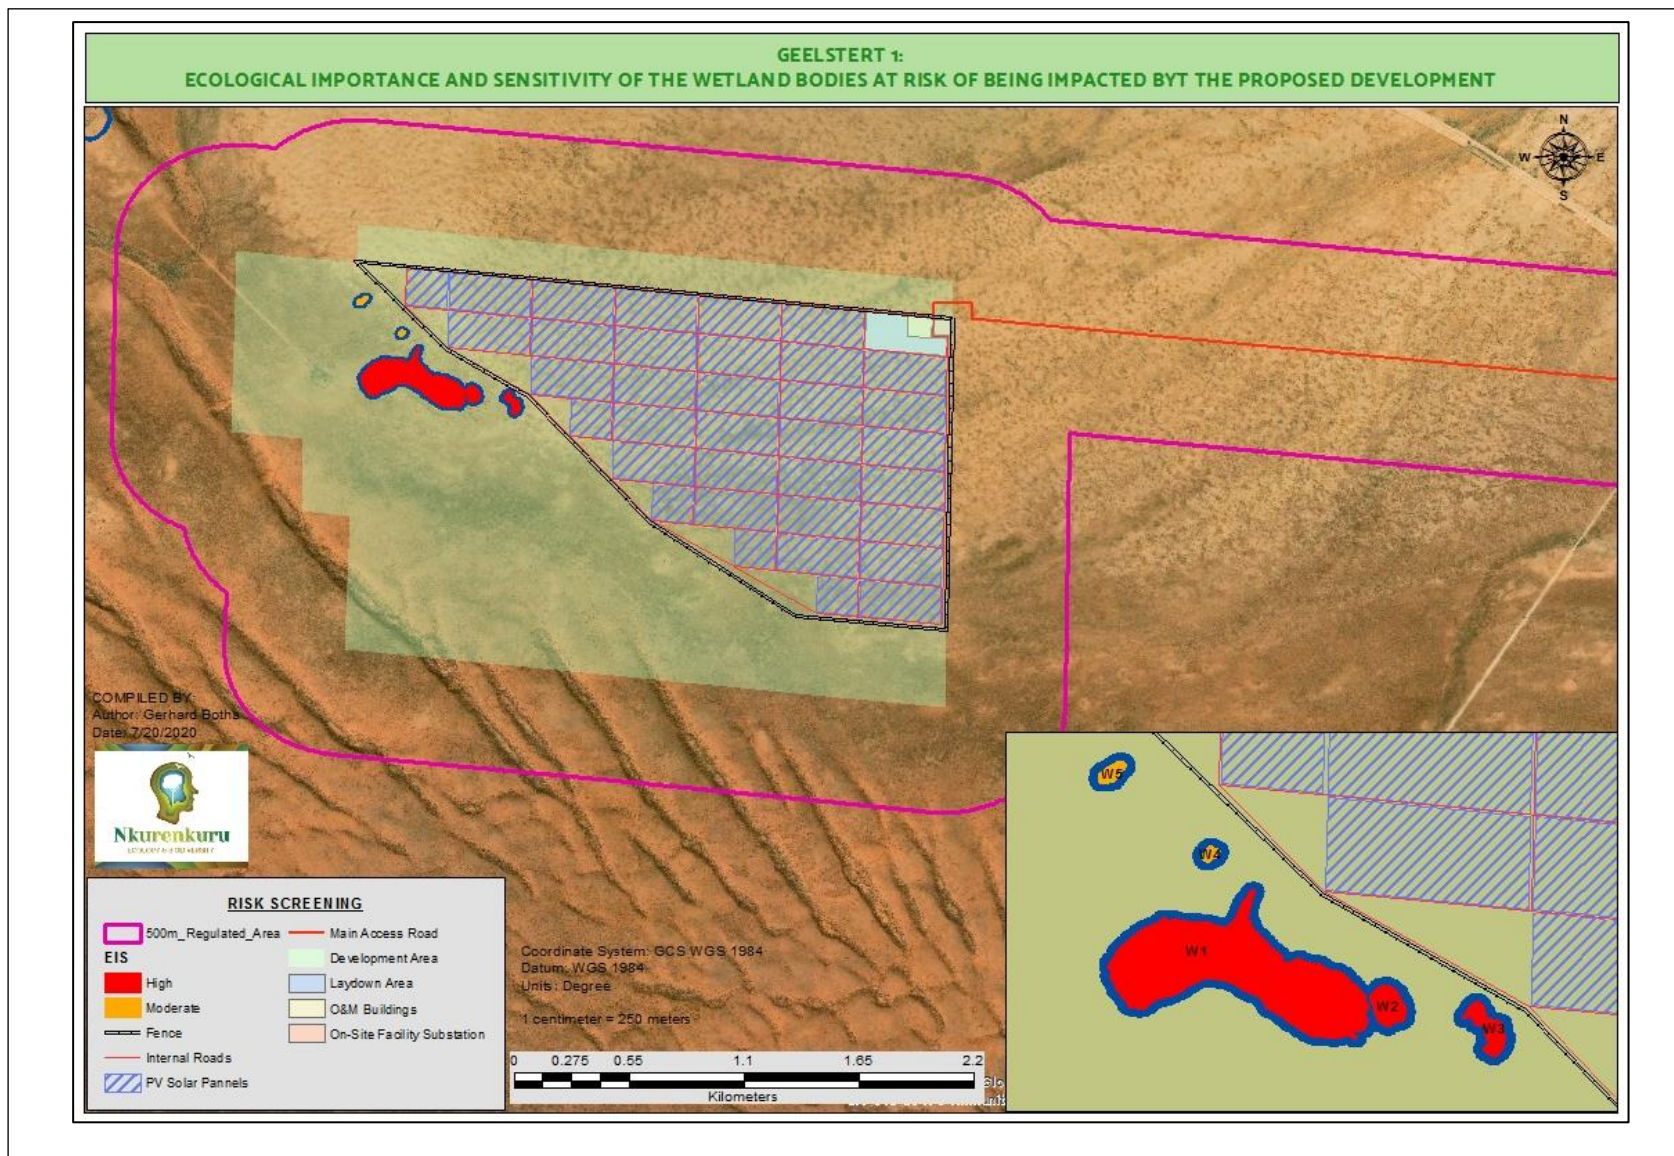 GEELSTERT 1:
ECOLOGICAL IMPORTANCE AND SENSITIVITY OF THE WETLAND BODIES AT RISK OF BEING IMPACTED BYT THE PROPOSED DEVELOPMENT
N
W E
S
COMPILED BY:
Author: Gerhard Botha
Date: 7/20/2020
Nkurenkuru
ECOLOGY & BIODIVERSITY
RISK SCREENING
500m_Regulated_Area
EIS
High
Moderate
Fence
Internal Roads
PV Solar Pannels
Main Access Road
Development Area
Laydown Area
O&M Buildings
On-Site Facility Substation
Coordinate System: GCS WGS 1984
Datum: WGS 1984
Units: Degree
1 centimeter = 250 meters
0 0.275 0.55 1.1 1.65 2.2
Kilometers
W5
W4
W1
W2
W3